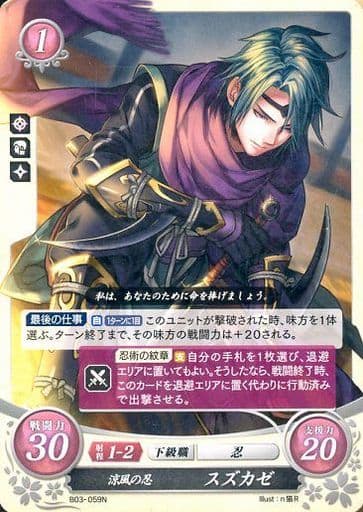 1
私は、あなたのために命を捧げましょう。
最後の仕事 自 1ターンに1回 このユニットが撃破された時、味方を1体
選ぶ。ターン終了まで、その味方の戦闘力は+20される。
忍術の紋章 支 自分の手札を1枚選び、退避
エリアに置いてもよい。そうしたなら、戦闘終了時、
このカードを退避エリアに置く代わりに行動済み
で出撃させる。
戦闘力 30
射程 1-2 下級職 忍
支援力 20
涼風の忍 スズカゼ
B03-059N
Illust:n猫R